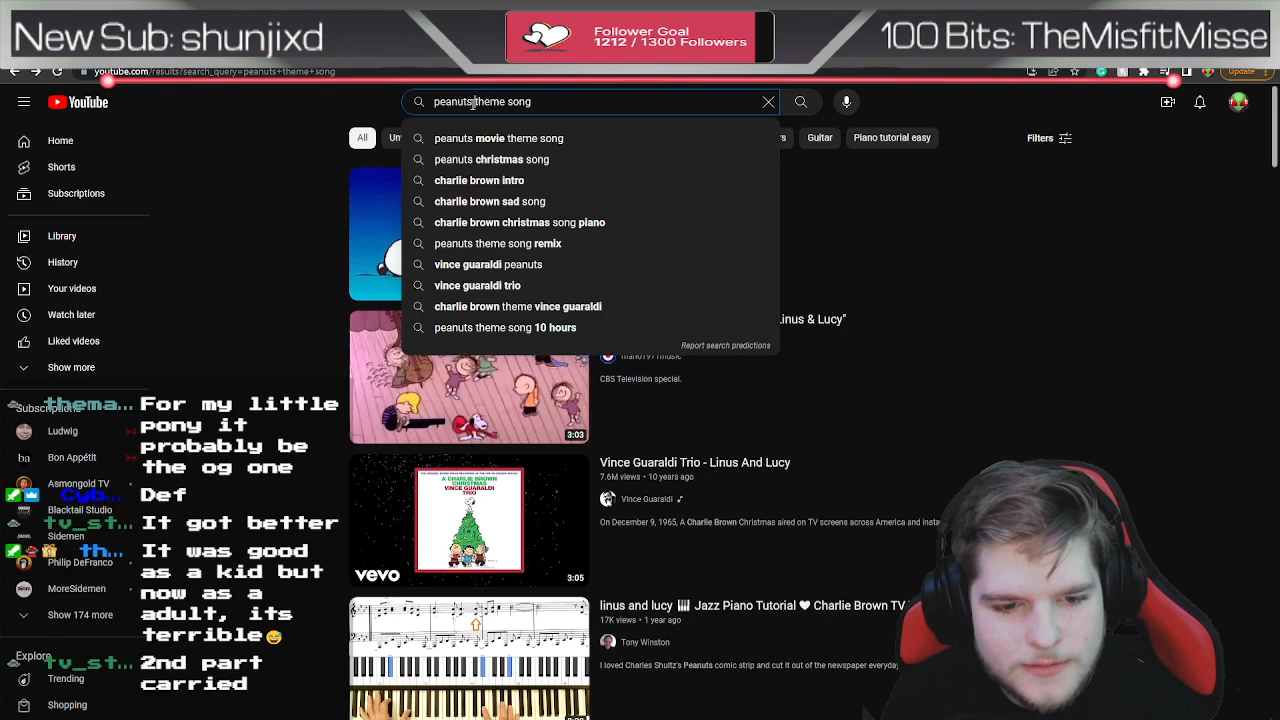 New Sub: shunjixd
Follower Goal
1212 / 1300 Followers
100 Bits: TheMisfitMisse
youtube.com/results?search_query=peanuts+theme+song
Update
YouTube
peanuts theme song
Home
Shorts
Subscriptions
Library
History
Your videos
Watch later
Liked videos
Show more
Subscriptions
Ludwig
Bon Appétit
Asmongold TV
Blacktail Studio
Sidemen
Philip DeFranco
MoreSidemen
Show 174 more
Explore
Trending
Shopping
All
Guitar
Piano tutorial easy
Filters
peanuts movie theme song
peanuts christmas song
charlie brown intro
charlie brown sad song
charlie brown christmas song piano
peanuts theme song remix
vince guaraldi peanuts
vince guaraldi trio
charlie brown theme vince guaraldi
peanuts theme song 10 hours
Report search predictions
Linus & Lucy"
CBS Television special.
3:03
Vince Guaraldi Trio - Linus And Lucy
7.6M views • 10 years ago
Vince Guaraldi
On December 9, 1965, A Charlie Brown Christmas aired on TV screens across America and insta
A CHARLIE BROWN
CHRISTMAS
VINCE GUARALDI
TRIO
vevo
3:05
linus and lucy Jazz Piano Tutorial Charlie Brown TV
17K views • 1 year ago
Tony Winston
I loved Charles Shultz's Peanuts comic strip and cut it out of the newspaper everyday
thema... For my little
pony it
probably be
the og one
Cyb... Def
tv_st... It got better
th... It was good
as a kid but
now as a
adult, its
terrible😅
tv_st... 2nd part
carried